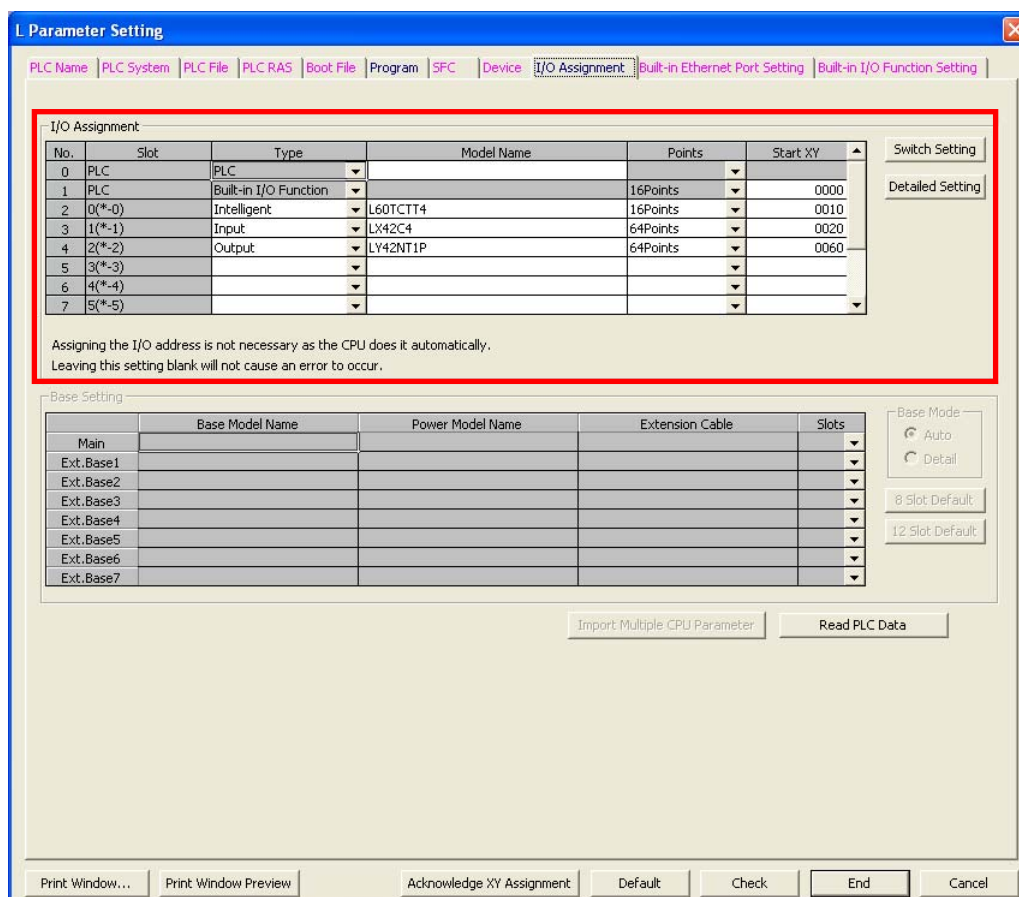 L Parameter Setting
PLC Name PLC System PLC File PLC RAS Boot File Program SFC Device I/O Assignment Built-in Ethernet Port Setting Built-in I/O Function Setting
I/O Assignment
No. Slot Type Model Name Points Start XY
Switch Setting
0 PLC PLC
1 PLC Built-in I/O Function 16Points 0000
Detailed Setting
2 0(*-0) Intelligent L60TCTT4 16Points 0010
3 1(*-1) Input LX42C4 64Points 0020
4 2(*-2) Output LY42NT1P 64Points 0060
5 3(*-3)
6 4(*-4)
7 5(*-5)
Assigning the I/O address is not necessary as the CPU does it automatically.
Leaving this setting blank will not cause an error to occur.
Base Setting
Base Model Name Power Model Name Extension Cable Slots
Main
Ext.Base1
Ext.Base2
Ext.Base3
Ext.Base4
Ext.Base5
Ext.Base6
Ext.Base7
Base Mode
Auto
Detail
8 Slot Default
12 Slot Default
Import Multiple CPU Parameter Read PLC Data
Print Window... Print Window Preview Acknowledge XY Assignment Default Check End Cancel